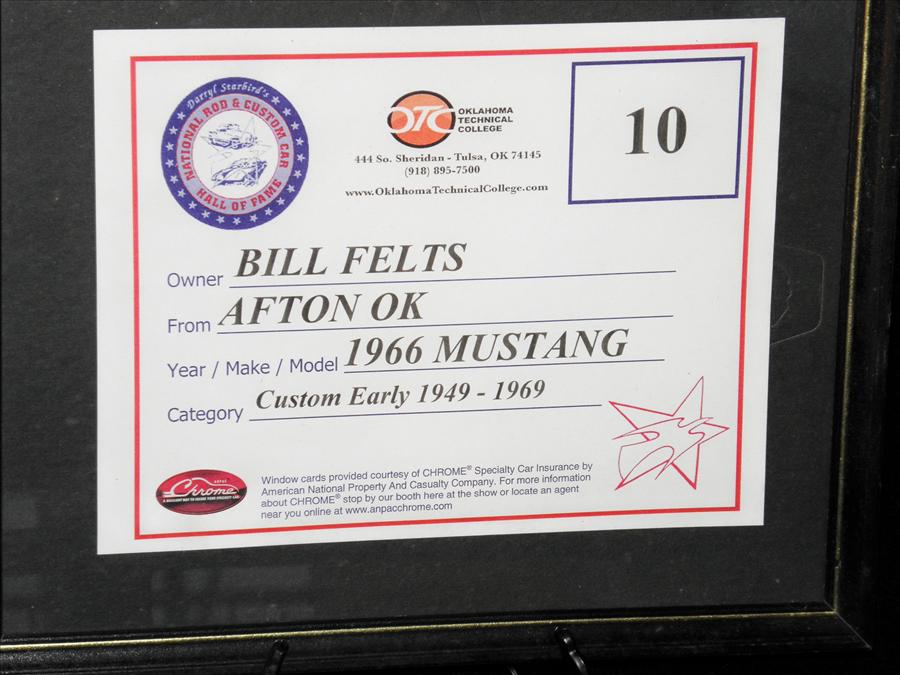 Darryl Starbird's
NATIONAL ROD & CUSTOM CAR
HALL OF FAME
OTC
OKLAHOMA
TECHNICAL
COLLEGE
444 So. Sheridan - Tulsa, OK 74145
(918) 895-7500
www.OklahomaTechnicalCollege.com
10
Owner BILL FELTS
From AFTON OK
Year / Make / Model 1966 MUSTANG
Category Custom Early 1949 - 1969
Chrome
Window cards provided courtesy of CHROME® Specialty Car Insurance by
American National Property And Casualty Company. For more information
about CHROME® stop by our booth here at the show or locate an agent
near you online at www.anpacchrome.com